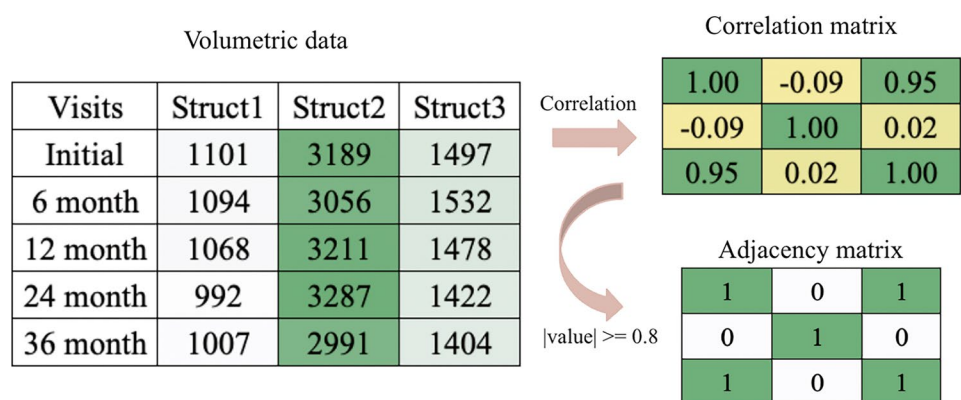 Volumetric data
Visits Struct1 Struct2 Struct3
Initial 1101 3189 1497
6 month 1094 3056 1532
12 month 1068 3211 1478
24 month 992 3287 1422
36 month 1007 2991 1404
Correlation
|value| >= 0.8
Correlation matrix
1.00 -0.09 0.95
-0.09 1.00 0.02
0.95 0.02 1.00
Adjacency matrix
1 0 1
0 1 0
1 0 1